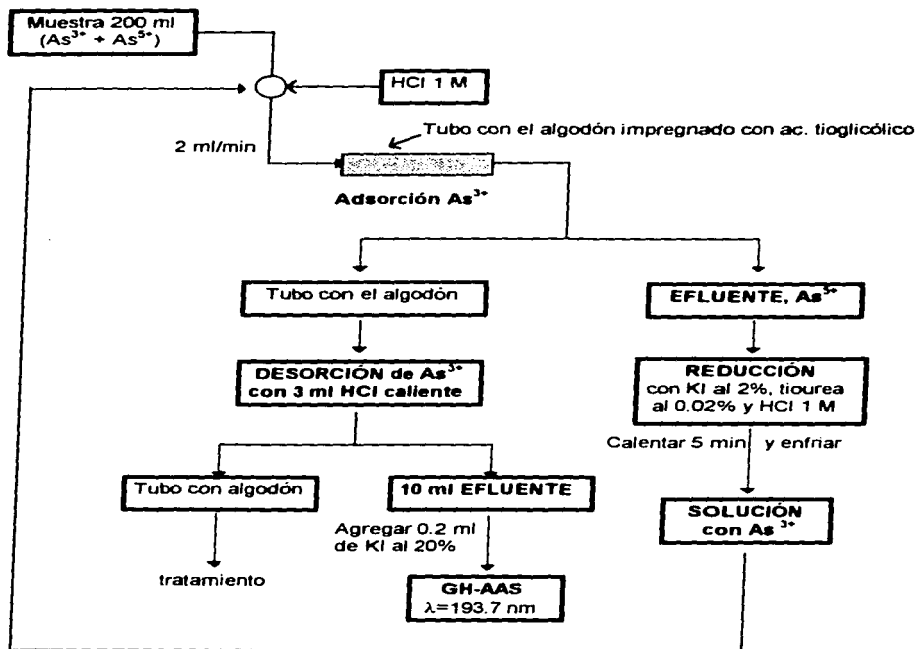 Muestra 200 ml
(As³⁺ + As⁵⁺)
HCl 1 M
2 ml/min
Tubo con el algodón impregnado con ac. tioglicólico
Adsorción As³⁺
Tubo con el algodón
EFLUENTE, As⁵⁺
DESORCIÓN de As³⁺
con 3 ml HCl caliente
REDUCCIÓN
con KI al 2%, tiourea
al 0.02% y HCl 1 M
Calentar 5 min y enfriar
Tubo con algodón
10 ml EFLUENTE
SOLUCIÓN
con As ³⁺
Agregar 0.2 ml
de KI al 20%
tratamiento
GH-AAS
λ=193.7 nm